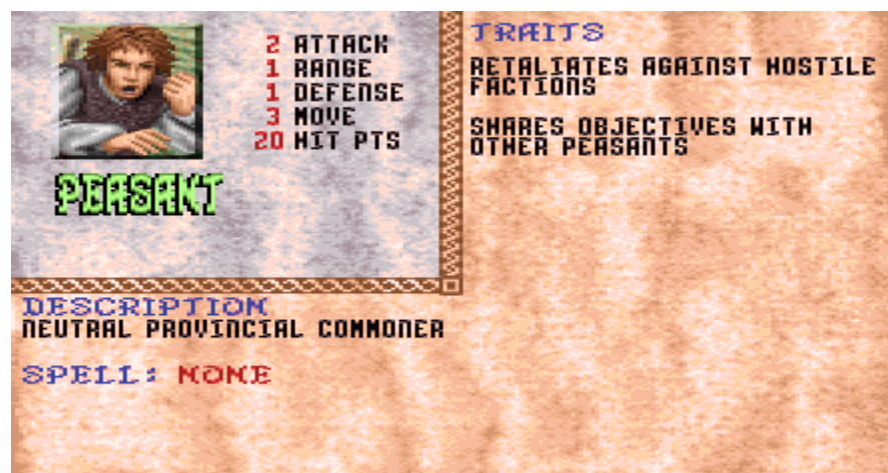 2 ATTACK
1 RANGE
1 DEFENSE
3 MOVE
20 HIT PTS
PEASANT
TRAITS
RETALIATES AGAINST HOSTILE
FACTIONS
SHARES OBJECTIVES WITH
OTHER PEASANTS
DESCRIPTION
NEUTRAL PROVINCIAL COMMONER
SPELL: NONE